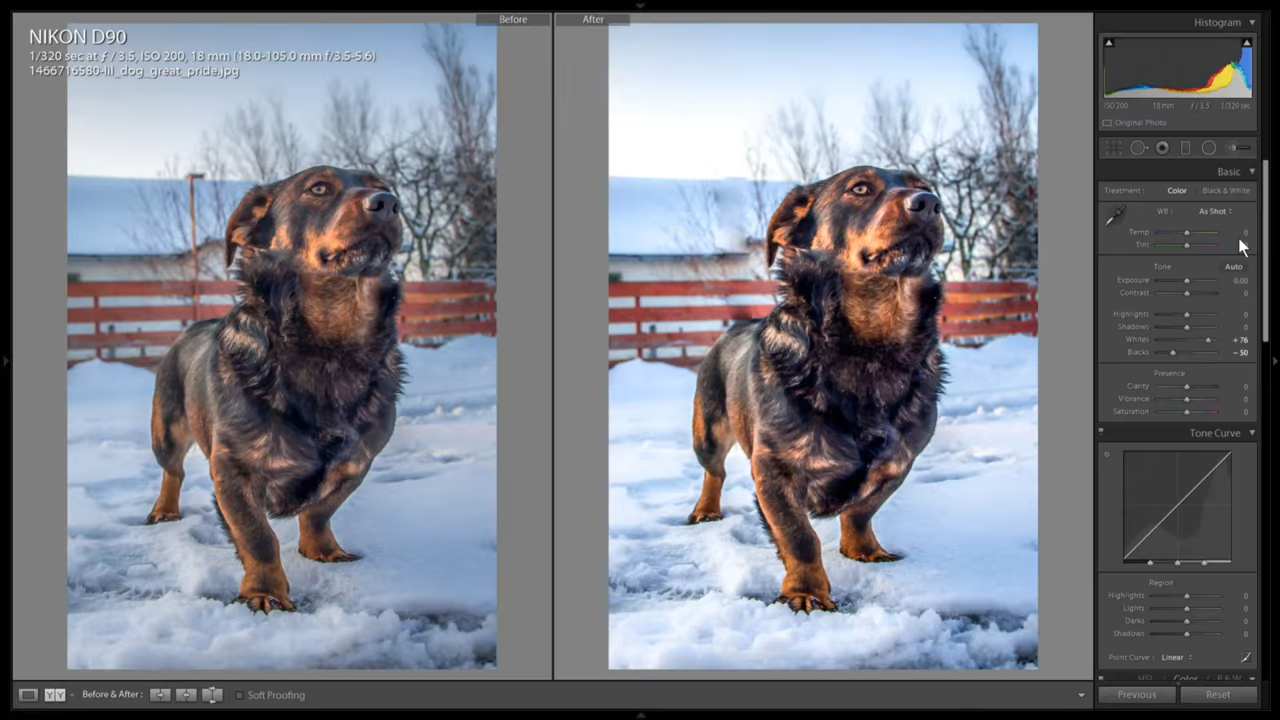 Before
After
NIKON D90
1/320 sec at ƒ / 3.5, ISO 200, 18 mm (18.0-105.0 mm f/3.5-5.6)
1466716580-lll_dog_great_pride.jpg
Histogram
ISO 200 18 mm ƒ / 3.5 1/320 sec
Original Photo
Basic
Treatment : Color Black & White
WB : As Shot
Temp 0
Tint
Tone Auto
Exposure 0.00
Contrast 0
Highlights 0
Shadows 0
Whites + 76
Blacks − 50
Presence
Clarity 0
Vibrance 0
Saturation 0
Tone Curve
Region
Highlights 0
Lights 0
Darks 0
Shadows 0
Point Curve : Linear
HSL Color B & W
Y Y Before & After : Soft Proofing
Previous Reset